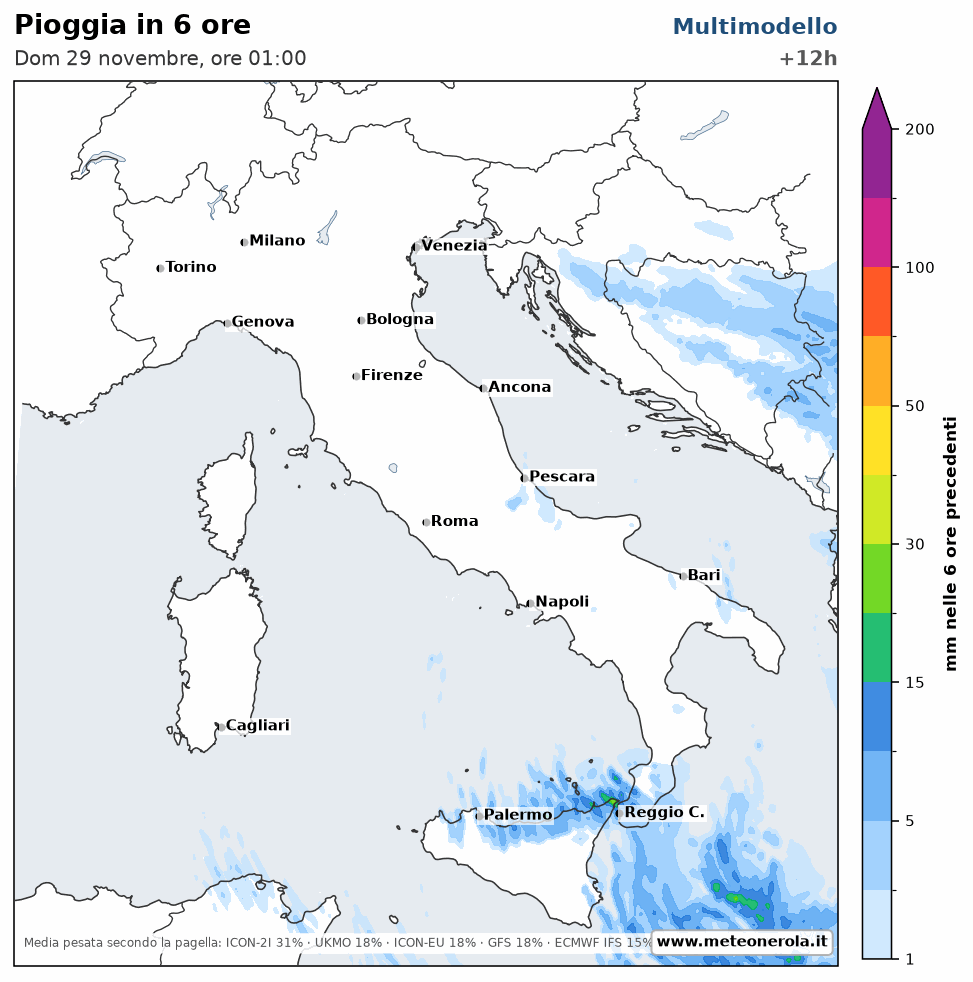 Pioggia in 6 ore
Multimodello
Dom 29 novembre, ore 01:00
+12h
200
Milano
Venezia
Torino
100
Genova
Bologna
Firenze
Ancona
50
Pescara
Roma
30
Bari
Napoli
mm nelle 6 ore precedenti
15
Cagliari
Palermo
Reggio C.
5
Media pesata secondo la pagella: ICON-2I 31% · UKMO 18% · ICON-EU 18% · GFS 18% · ECMWF IFS 15%
www.meteonerola.it
1